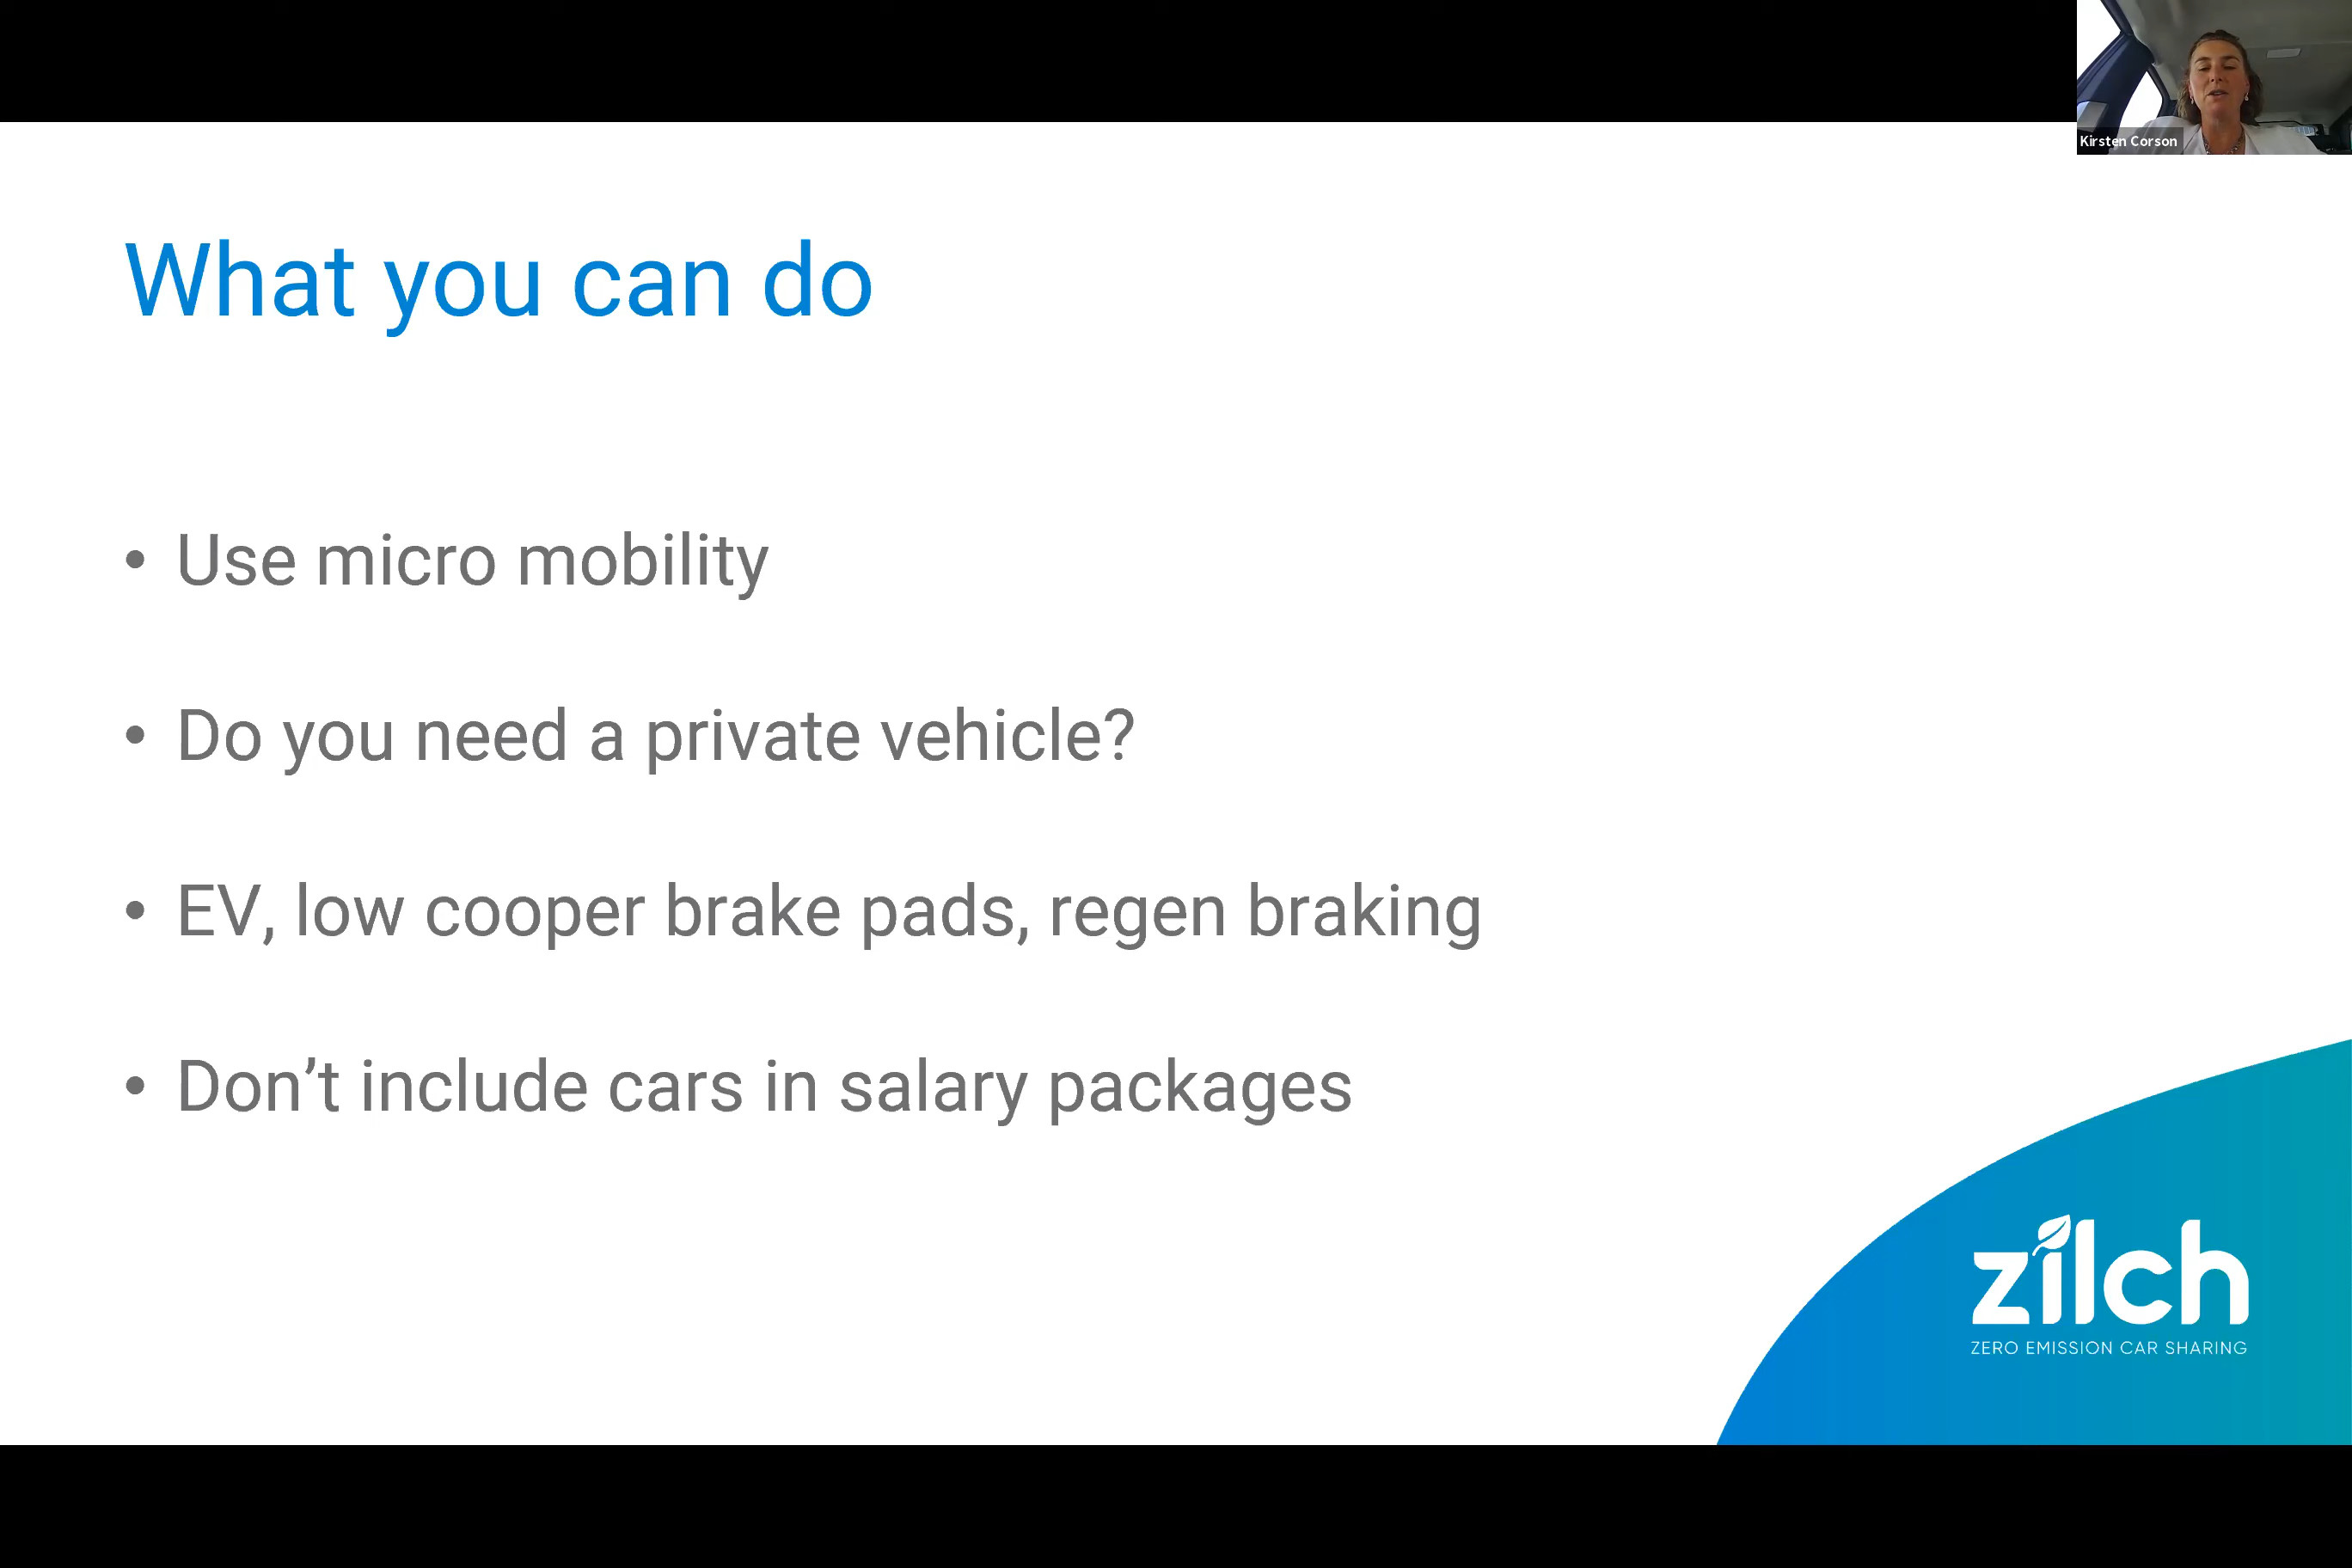 Kirsten Corson
What you can do
• Use micro mobility
• Do you need a private vehicle?
• EV, low cooper brake pads, regen braking
• Don’t include cars in salary packages
zilch
ZERO EMISSION CAR SHARING